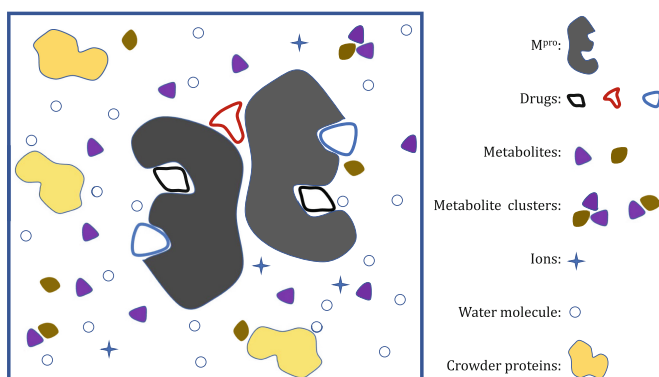 Mᵖʳᵒ:
Drugs:
Metabolites:
Metabolite clusters:
Ions:
Water molecule:
Crowder proteins: